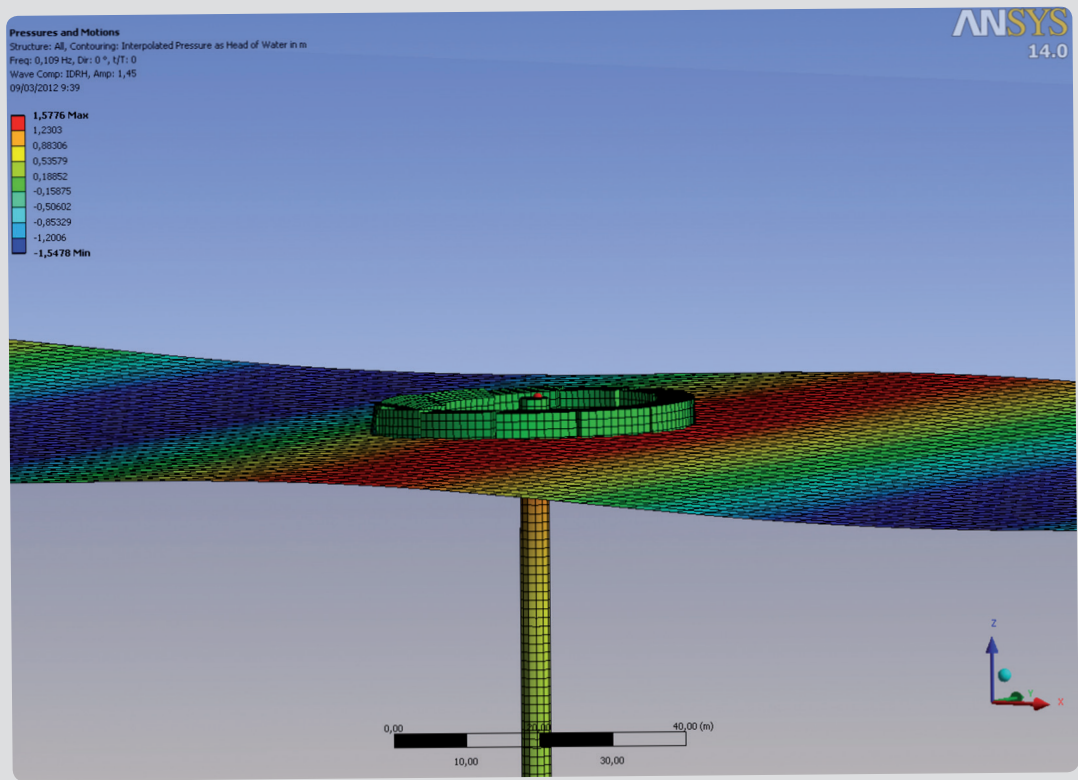 Pressures and Motions
Structure: All, Contouring: Interpolated Pressure as Head of Water in m
Freq: 0,109 Hz, Dir: 0 °, t/T: 0
Wave Comp: IDRH, Amp: 1,45
09/03/2012 9:39
ANSYS
14.0
1,5776 Max
1,2303
0,88306
0,53579
0,18852
-0,15875
-0,50602
-0,85329
-1,2006
-1,5478 Min
Z
Y
X
0,00
20,00
40,00 (m)
10,00
30,00